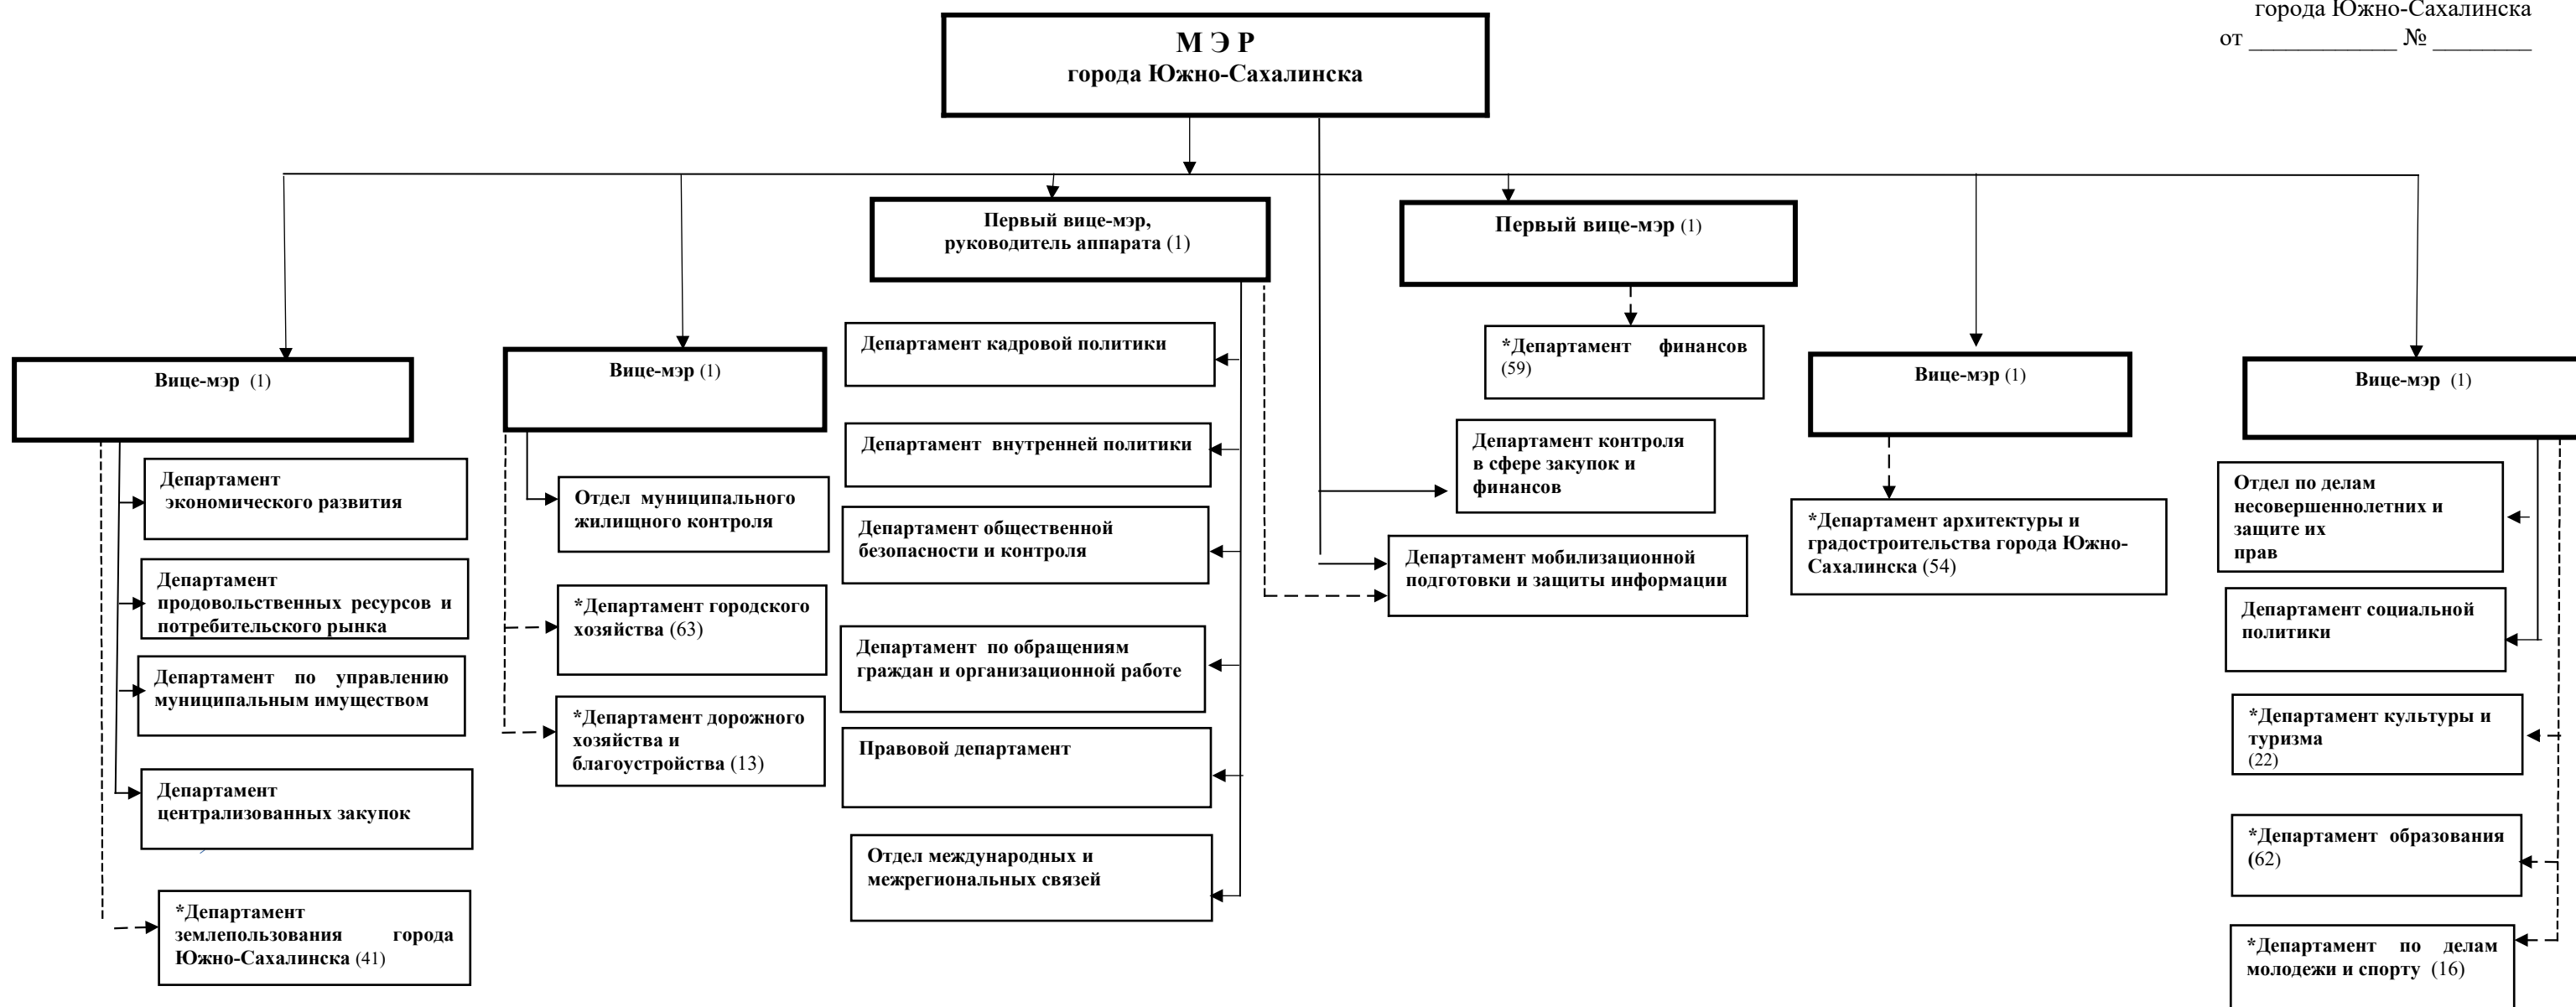 города Южно-Сахалинска
от ____________ № ________
М Э Р
города Южно-Сахалинска
Первый вице-мэр,
руководитель аппарата (1)
Первый вице-мэр (1)
Вице-мэр (1)
Вице-мэр (1)
Вице-мэр (1)
Вице-мэр (1)
Департамент
экономического развития
Департамент
продовольственных ресурсов и
потребительского рынка
Департамент по управлению
муниципальным имуществом
Департамент
централизованных закупок
*Департамент
землепользования города
Южно-Сахалинска (41)
Отдел муниципального
жилищного контроля
*Департамент городского
хозяйства (63)
*Департамент дорожного
хозяйства и
благоустройства (13)
Департамент кадровой политики
Департамент внутренней политики
Департамент общественной
безопасности и контроля
Департамент по обращениям
граждан и организационной работе
Правовой департамент
Отдел международных и
межрегиональных связей
*Департамент финансов
(59)
Департамент контроля
в сфере закупок и
финансов
Департамент мобилизационной
подготовки и защиты информации
*Департамент архитектуры и
градостроительства города Южно-
Сахалинска (54)
Отдел по делам
несовершеннолетних и
защите их
прав
Департамент социальной
политики
*Департамент культуры и
туризма
(22)
*Департамент образования
(62)
*Департамент по делам
молодежи и спорту (16)